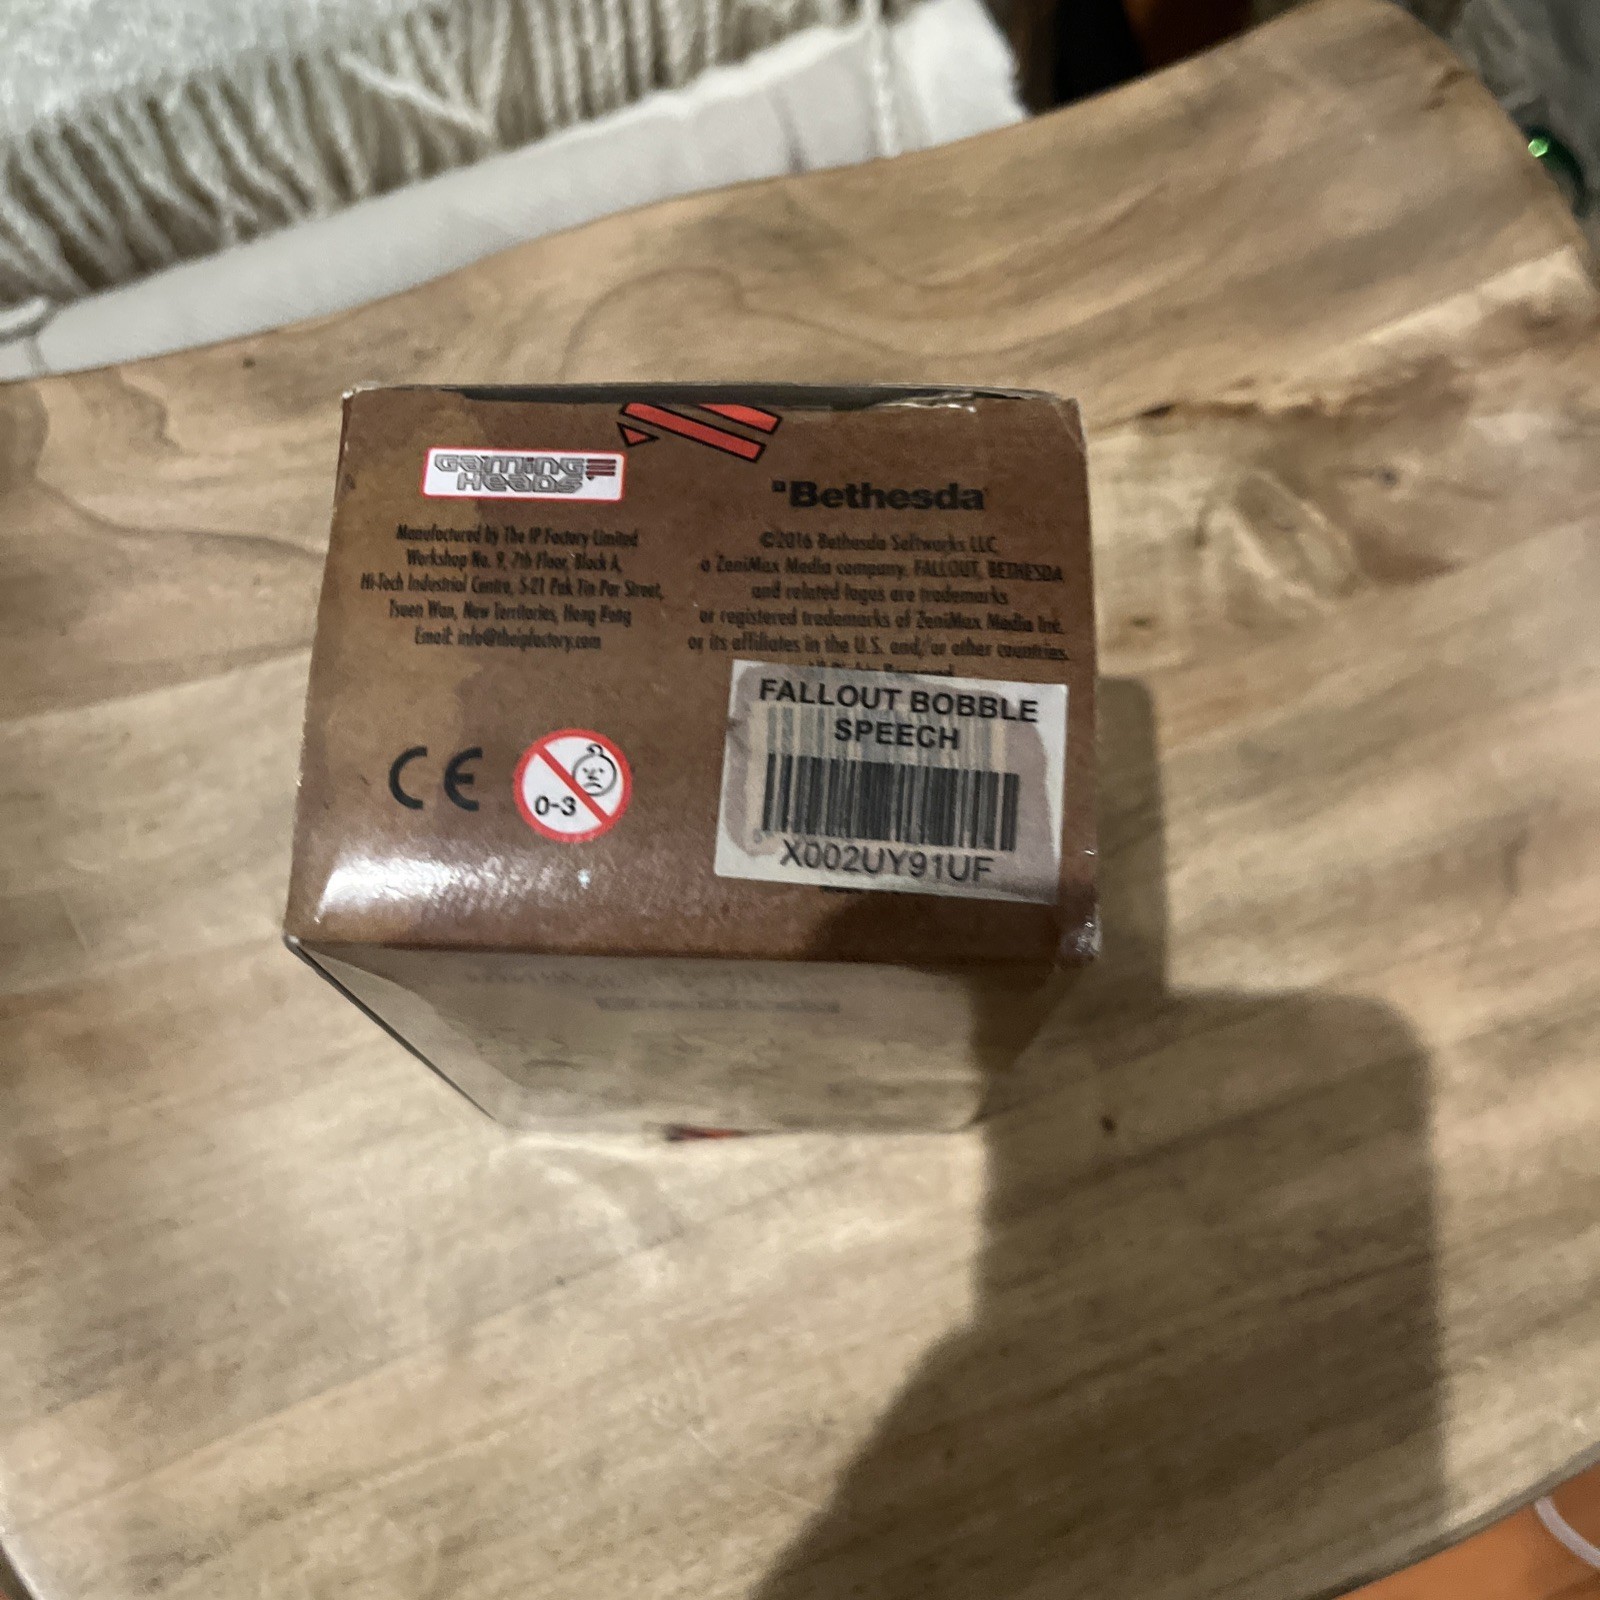 GaminG
HeaDS
Manufactured by The IP Factory Limited
Workshop No. 9, 7th Floor, Block A,
Hi-Tech Industrial Centre, 5-21 Pak Tin Par Street,
Tsuen Wan, New Territories, Hong Kong
Email: info@theipfactory.com
CE
0-3
Bethesda
©2016 Bethesda Softworks LLC
a ZeniMax Media company. FALLOUT, BETHESDA
and related logos are trademarks
or registered trademarks of ZeniMax Media Inc.
or its affiliates in the U.S. and/or other countries.
All Rights Reserved
FALLOUT BOBBLE
SPEECH
X002UY91UF